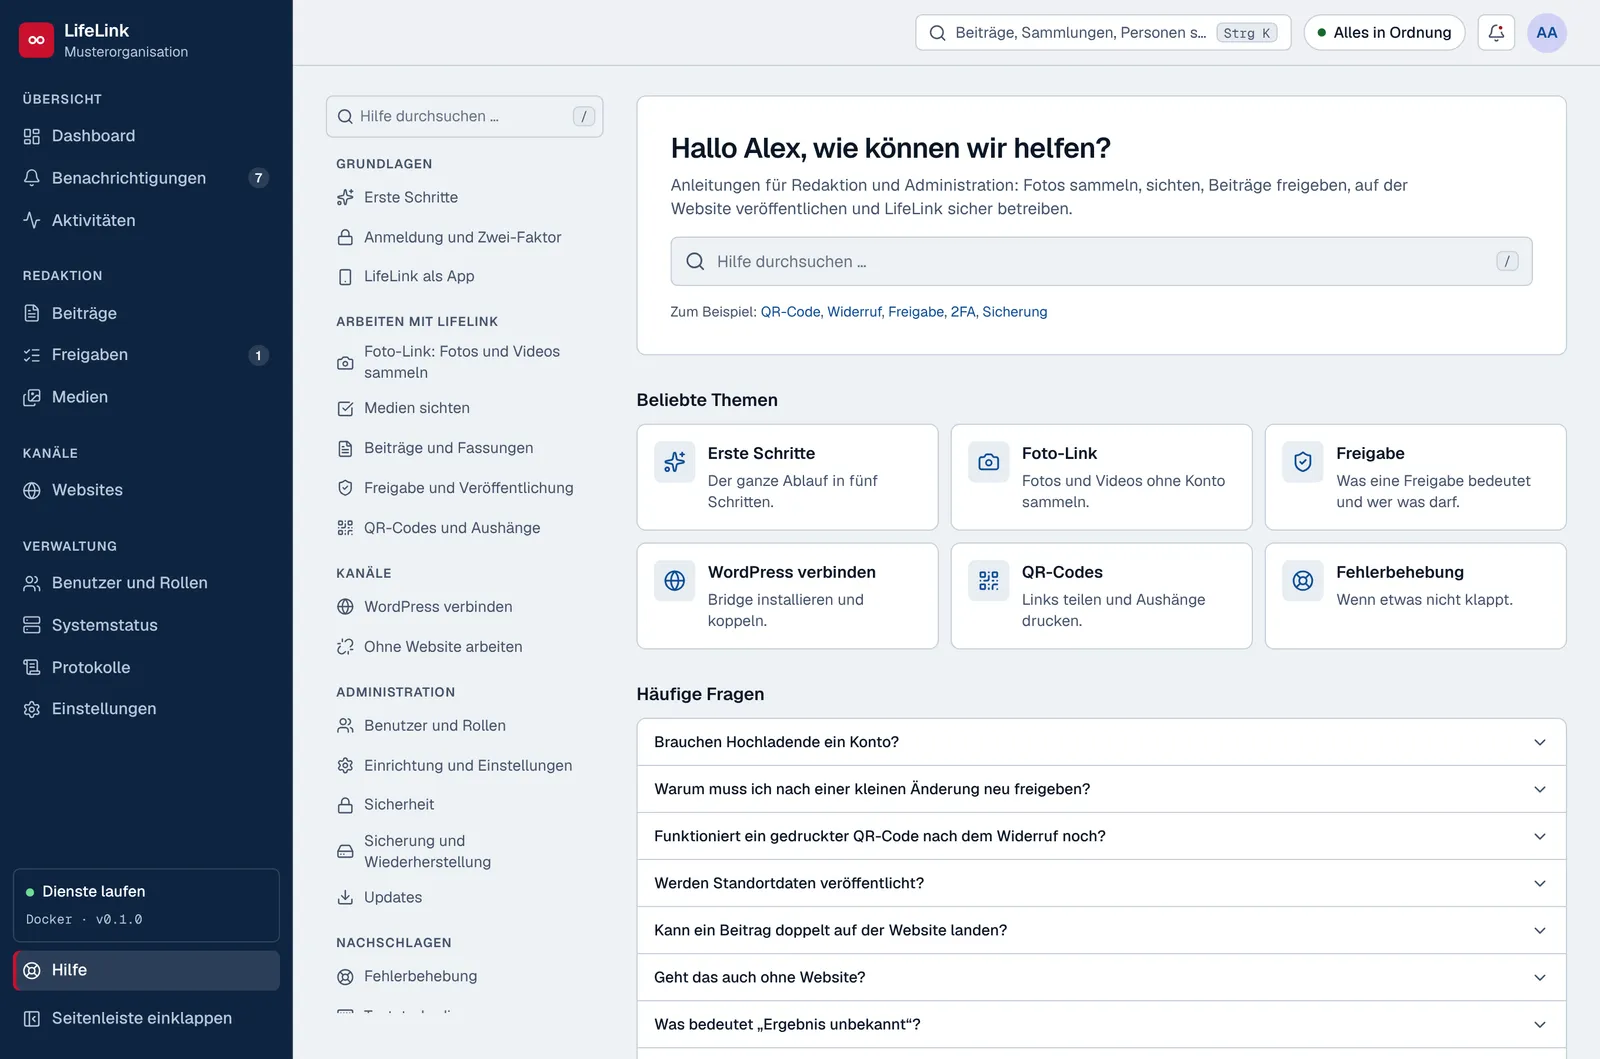 LifeLink
Musterorganisation
ÜBERSICHT
Dashboard
Benachrichtigungen 7
Aktivitäten
REDAKTION
Beiträge
Freigaben 1
Medien
KANÄLE
Websites
VERWALTUNG
Benutzer und Rollen
Systemstatus
Protokolle
Einstellungen
Dienste laufen
Docker · v0.1.0
Hilfe
Seitenleiste einklappen
Beiträge, Sammlungen, Personen s... Strg K
Alles in Ordnung
AA
Hilfe durchsuchen ... /
GRUNDLAGEN
Erste Schritte
Anmeldung und Zwei-Faktor
LifeLink als App
ARBEITEN MIT LIFELINK
Foto-Link: Fotos und Videos
sammeln
Medien sichten
Beiträge und Fassungen
Freigabe und Veröffentlichung
QR-Codes und Aushänge
KANÄLE
WordPress verbinden
Ohne Website arbeiten
ADMINISTRATION
Benutzer und Rollen
Einrichtung und Einstellungen
Sicherheit
Sicherung und
Wiederherstellung
Updates
NACHSCHLAGEN
Fehlerbehebung
Hallo Alex, wie können wir helfen?
Anleitungen für Redaktion und Administration: Fotos sammeln, sichten, Beiträge freigeben, auf der
Website veröffentlichen und LifeLink sicher betreiben.
Hilfe durchsuchen ... /
Zum Beispiel: QR-Code, Widerruf, Freigabe, 2FA, Sicherung
Beliebte Themen
Erste Schritte
Der ganze Ablauf in fünf
Schritten.
Foto-Link
Fotos und Videos ohne Konto
sammeln.
Freigabe
Was eine Freigabe bedeutet
und wer was darf.
WordPress verbinden
Bridge installieren und
koppeln.
QR-Codes
Links teilen und Aushänge
drucken.
Fehlerbehebung
Wenn etwas nicht klappt.
Häufige Fragen
Brauchen Hochladende ein Konto?
Warum muss ich nach einer kleinen Änderung neu freigeben?
Funktioniert ein gedruckter QR-Code nach dem Widerruf noch?
Werden Standortdaten veröffentlicht?
Kann ein Beitrag doppelt auf der Website landen?
Geht das auch ohne Website?
Was bedeutet „Ergebnis unbekannt“?